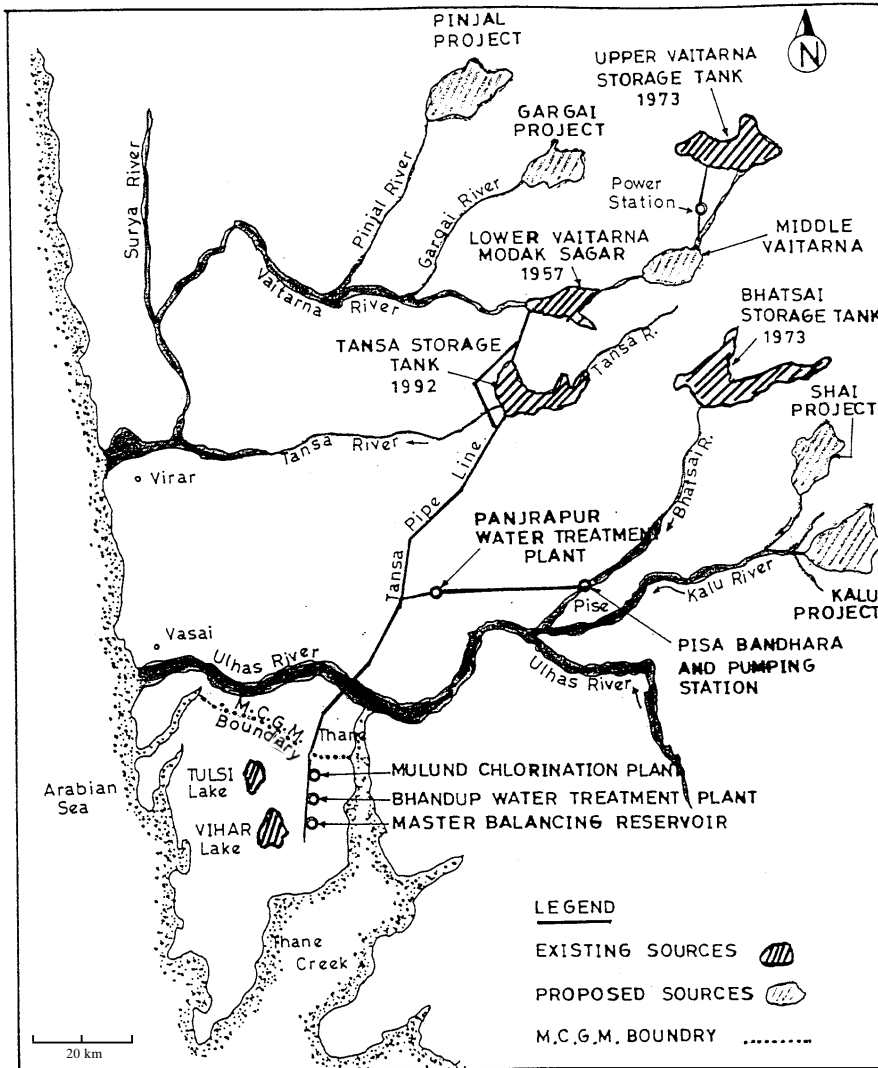 PINJAL
PROJECT
N
UPPER VAITARNA
STORAGE TANK
1973
GARGAI
PROJECT
Surya River
Pinjal River
Gargai River
Power
Station
MIDDLE
VAITARNA
LOWER VAITARNA
MODAK SAGAR
1957
Vaitarna
River
BHATSAI
STORAGE TANK
1973
TANSA STORAGE
TANK
1992
Tansa R.
SHAI
PROJECT
Tansa River
Virar
Bhatsai R.
Tansa Pipe Line
PANJRAPUR
WATER TREATMENT
PLANT
Kalu River
Pise
KALU
PROJECT
Vasai
Ulhas River
PISA BANDHARA
AND PUMPING
STATION
Ulhas River
M.C.G.M.
Boundary
Thane
Arabian
Sea
TULSI
Lake
MULUND CHLORINATION PLANT
BHANDUP WATER TREATMENT PLANT
VIHAR
Lake
MASTER BALANCING RESERVOIR
Thane
Creek
LEGEND
EXISTING SOURCES
PROPOSED SOURCES
M.C.G.M. BOUNDRY
20 km